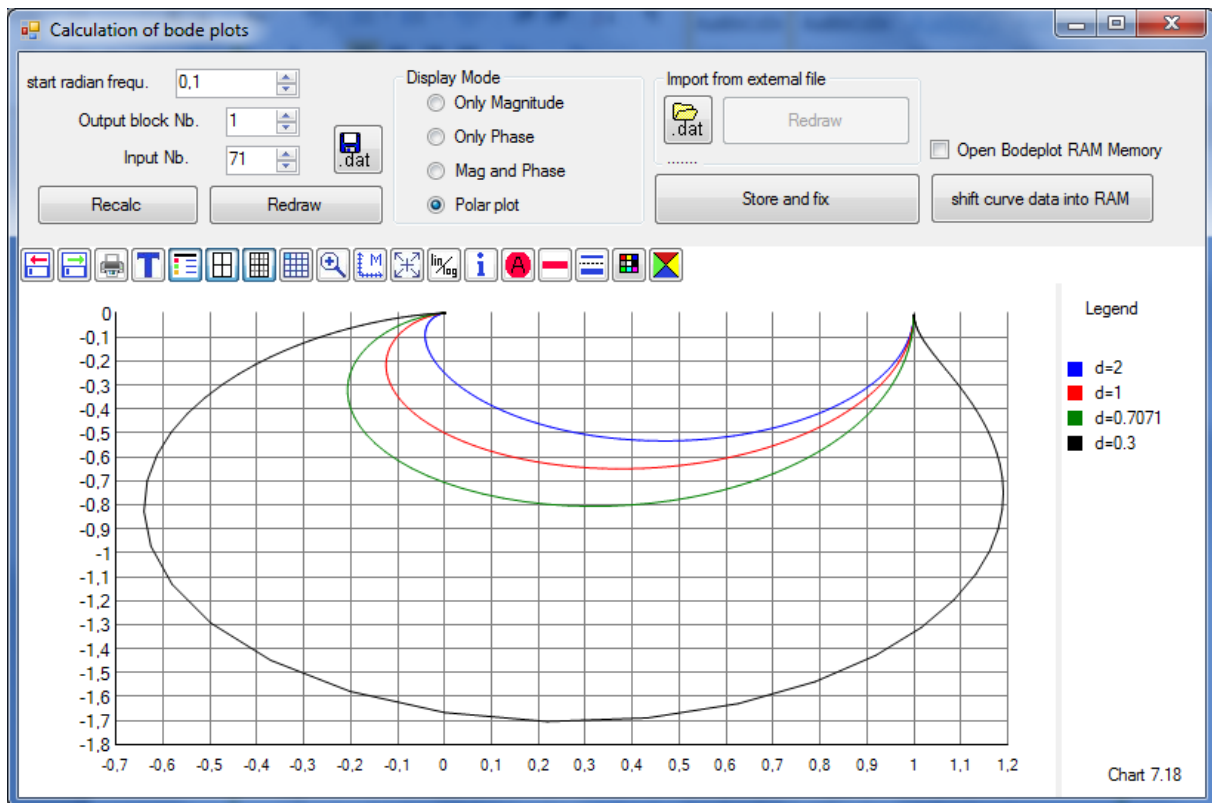 Calculation of bode plots
start radian frequ. 0,1
Output block Nb. 1
Input Nb. 71
.dat
Recalc
Redraw
Display Mode
Only Magnitude
Only Phase
Mag and Phase
Polar plot
Import from external file
.dat
Redraw
.......
Store and fix
Open Bodeplot RAM Memory
shift curve data into RAM
T
M
lin/log
i
A
0
-0,1
-0,2
-0,3
-0,4
-0,5
-0,6
-0,7
-0,8
-0,9
-1
-1,1
-1,2
-1,3
-1,4
-1,5
-1,6
-1,7
-1,8
-0,7 -0,6 -0,5 -0,4 -0,3 -0,2 -0,1 0 0,1 0,2 0,3 0,4 0,5 0,6 0,7 0,8 0,9 1 1,1 1,2
Legend
d=2
d=1
d=0.7071
d=0.3
Chart 7.18